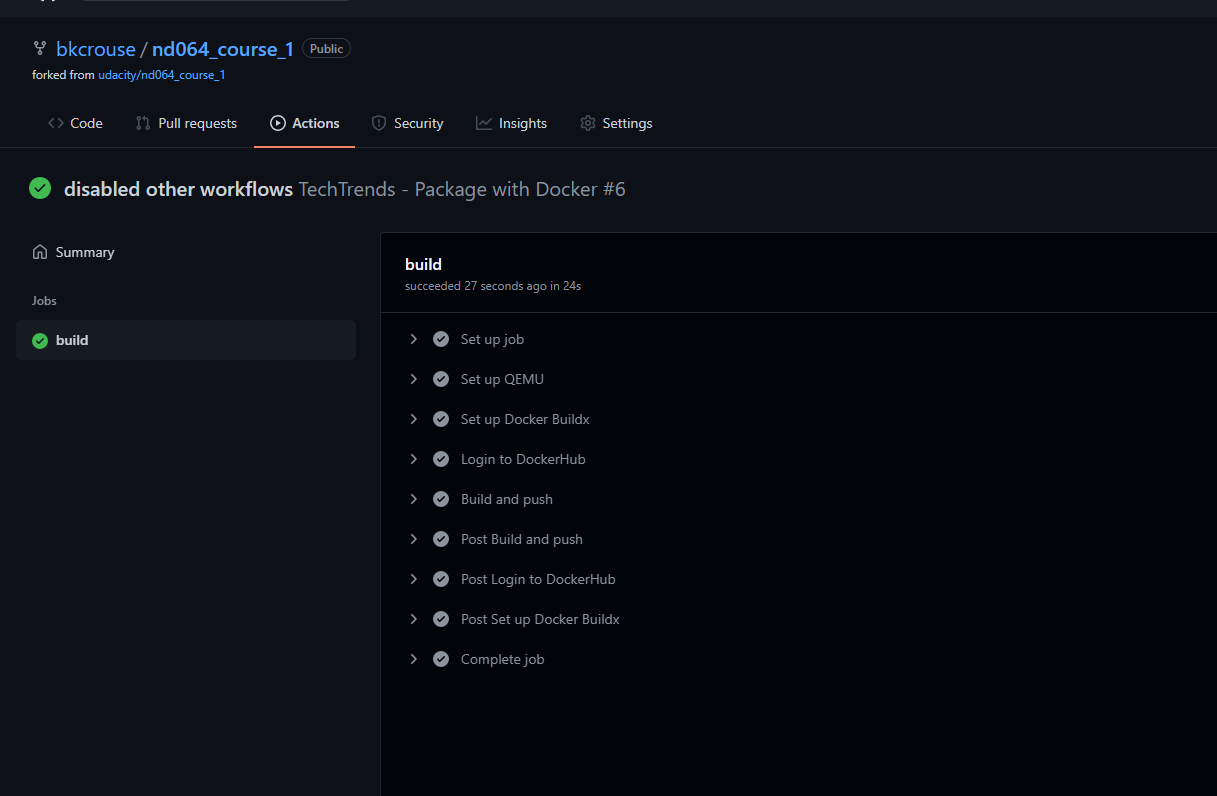 bkcrouse / nd064_course_1 Public
forked from udacity/nd064_course_1
Code Pull requests Actions Security Insights Settings
disabled other workflows TechTrends - Package with Docker #6
Summary
Jobs
build
build
succeeded 27 seconds ago in 24s
Set up job
Set up QEMU
Set up Docker Buildx
Login to DockerHub
Build and push
Post Build and push
Post Login to DockerHub
Post Set up Docker Buildx
Complete job